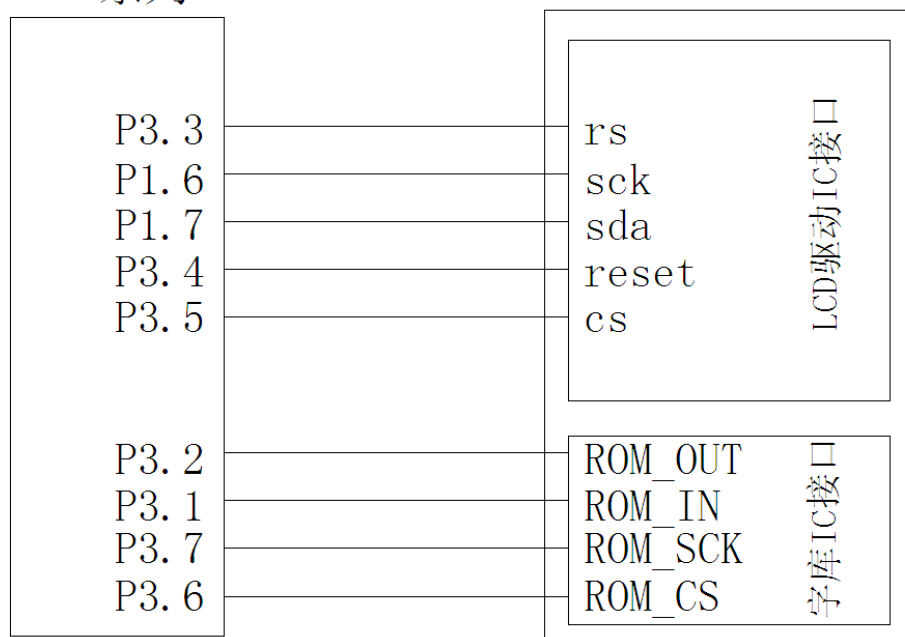 P3.3 rs
P1.6 sck
P1.7 sda
P3.4 reset
P3.5 cs
LCD驱动IC接口
P3.2 ROM_OUT
P3.1 ROM_IN
P3.7 ROM_SCK
P3.6 ROM_CS
字库IC接口